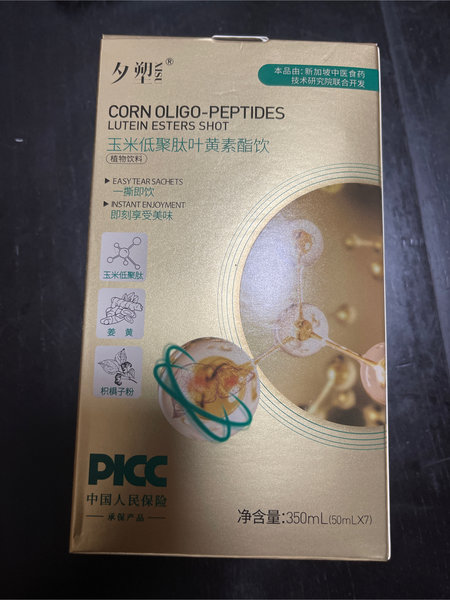 夕塑 VISI ®
本品由：新加坡中医食药
技术研究院联合开发
CORN OLIGO-PEPTIDES
LUTEIN ESTERS SHOT
玉米低聚肽叶黄素酯饮
植物饮料
▶ EASY TEAR SACHETS
一撕即饮
▶ INSTANT ENJOYMENT
即刻享受美味
玉米低聚肽
姜黄
枳椇子粉
PICC
中国人民保险
承保产品
净含量:350mL(50mLX7)